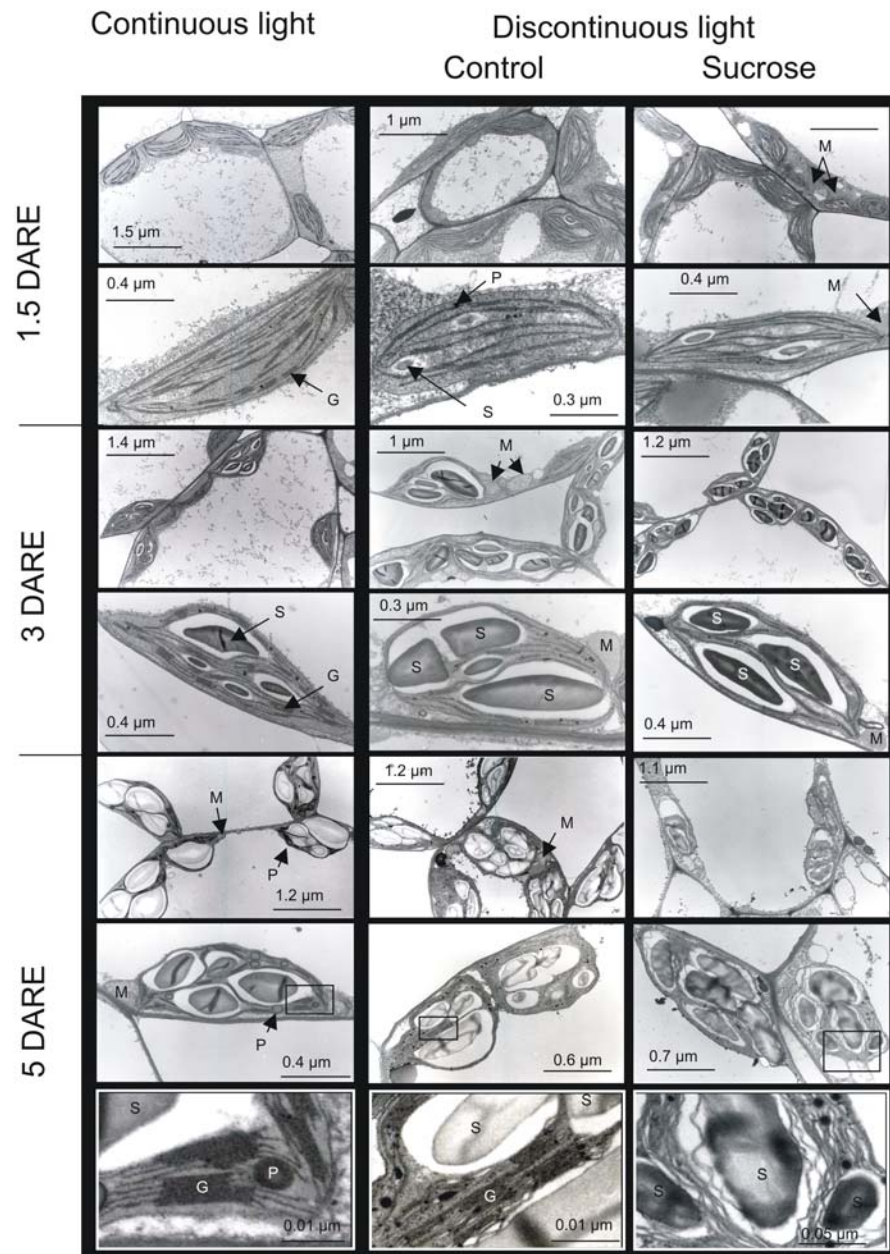 Continuous light
Discontinuous light
Control
Sucrose
1.5 DARE
1.5 µm
1 µm
M
0.4 µm
G
P
S
0.3 µm
0.4 µm
M
3 DARE
1.4 µm
1 µm
M
1.2 µm
S
G
0.4 µm
0.3 µm
S
S
S
M
S
S
S
0.4 µm
M
5 DARE
M
P
1.2 µm
1.2 µm
M
1.1 µm
M
P
0.4 µm
0.6 µm
0.7 µm
S
G
P
0.01 µm
S
S
G
0.01 µm
S
S
S
0.05 µm